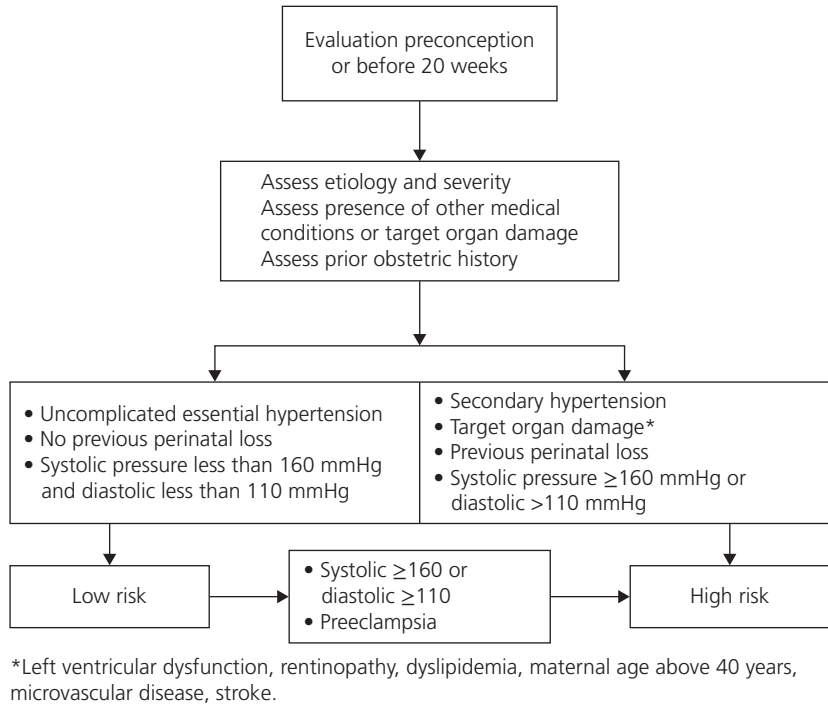 Evaluation preconception
or before 20 weeks
Assess etiology and severity
Assess presence of other medical
conditions or target organ damage
Assess prior obstetric history
• Uncomplicated essential hypertension
• No previous perinatal loss
• Systolic pressure less than 160 mmHg
and diastolic less than 110 mmHg
• Secondary hypertension
• Target organ damage*
• Previous perinatal loss
• Systolic pressure ≥160 mmHg or
diastolic >110 mmHg
Low risk
• Systolic ≥160 or
diastolic ≥110
• Preeclampsia
High risk
*Left ventricular dysfunction, rentinopathy, dyslipidemia, maternal age above 40 years,
microvascular disease, stroke.